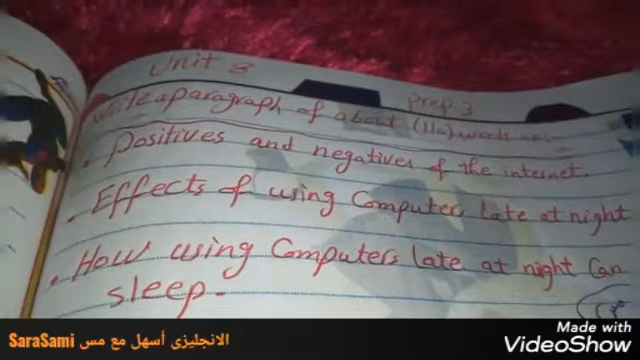 Unit 3
Prep.3
Write a paragraph of about (110) words on:
. Positives and negatives of the internet.
. Effects of using Computers late at night
. How using Computers late at night Can
sleep.
الانجليزى أسهل مع مس SaraSami
Made with
VideoShow